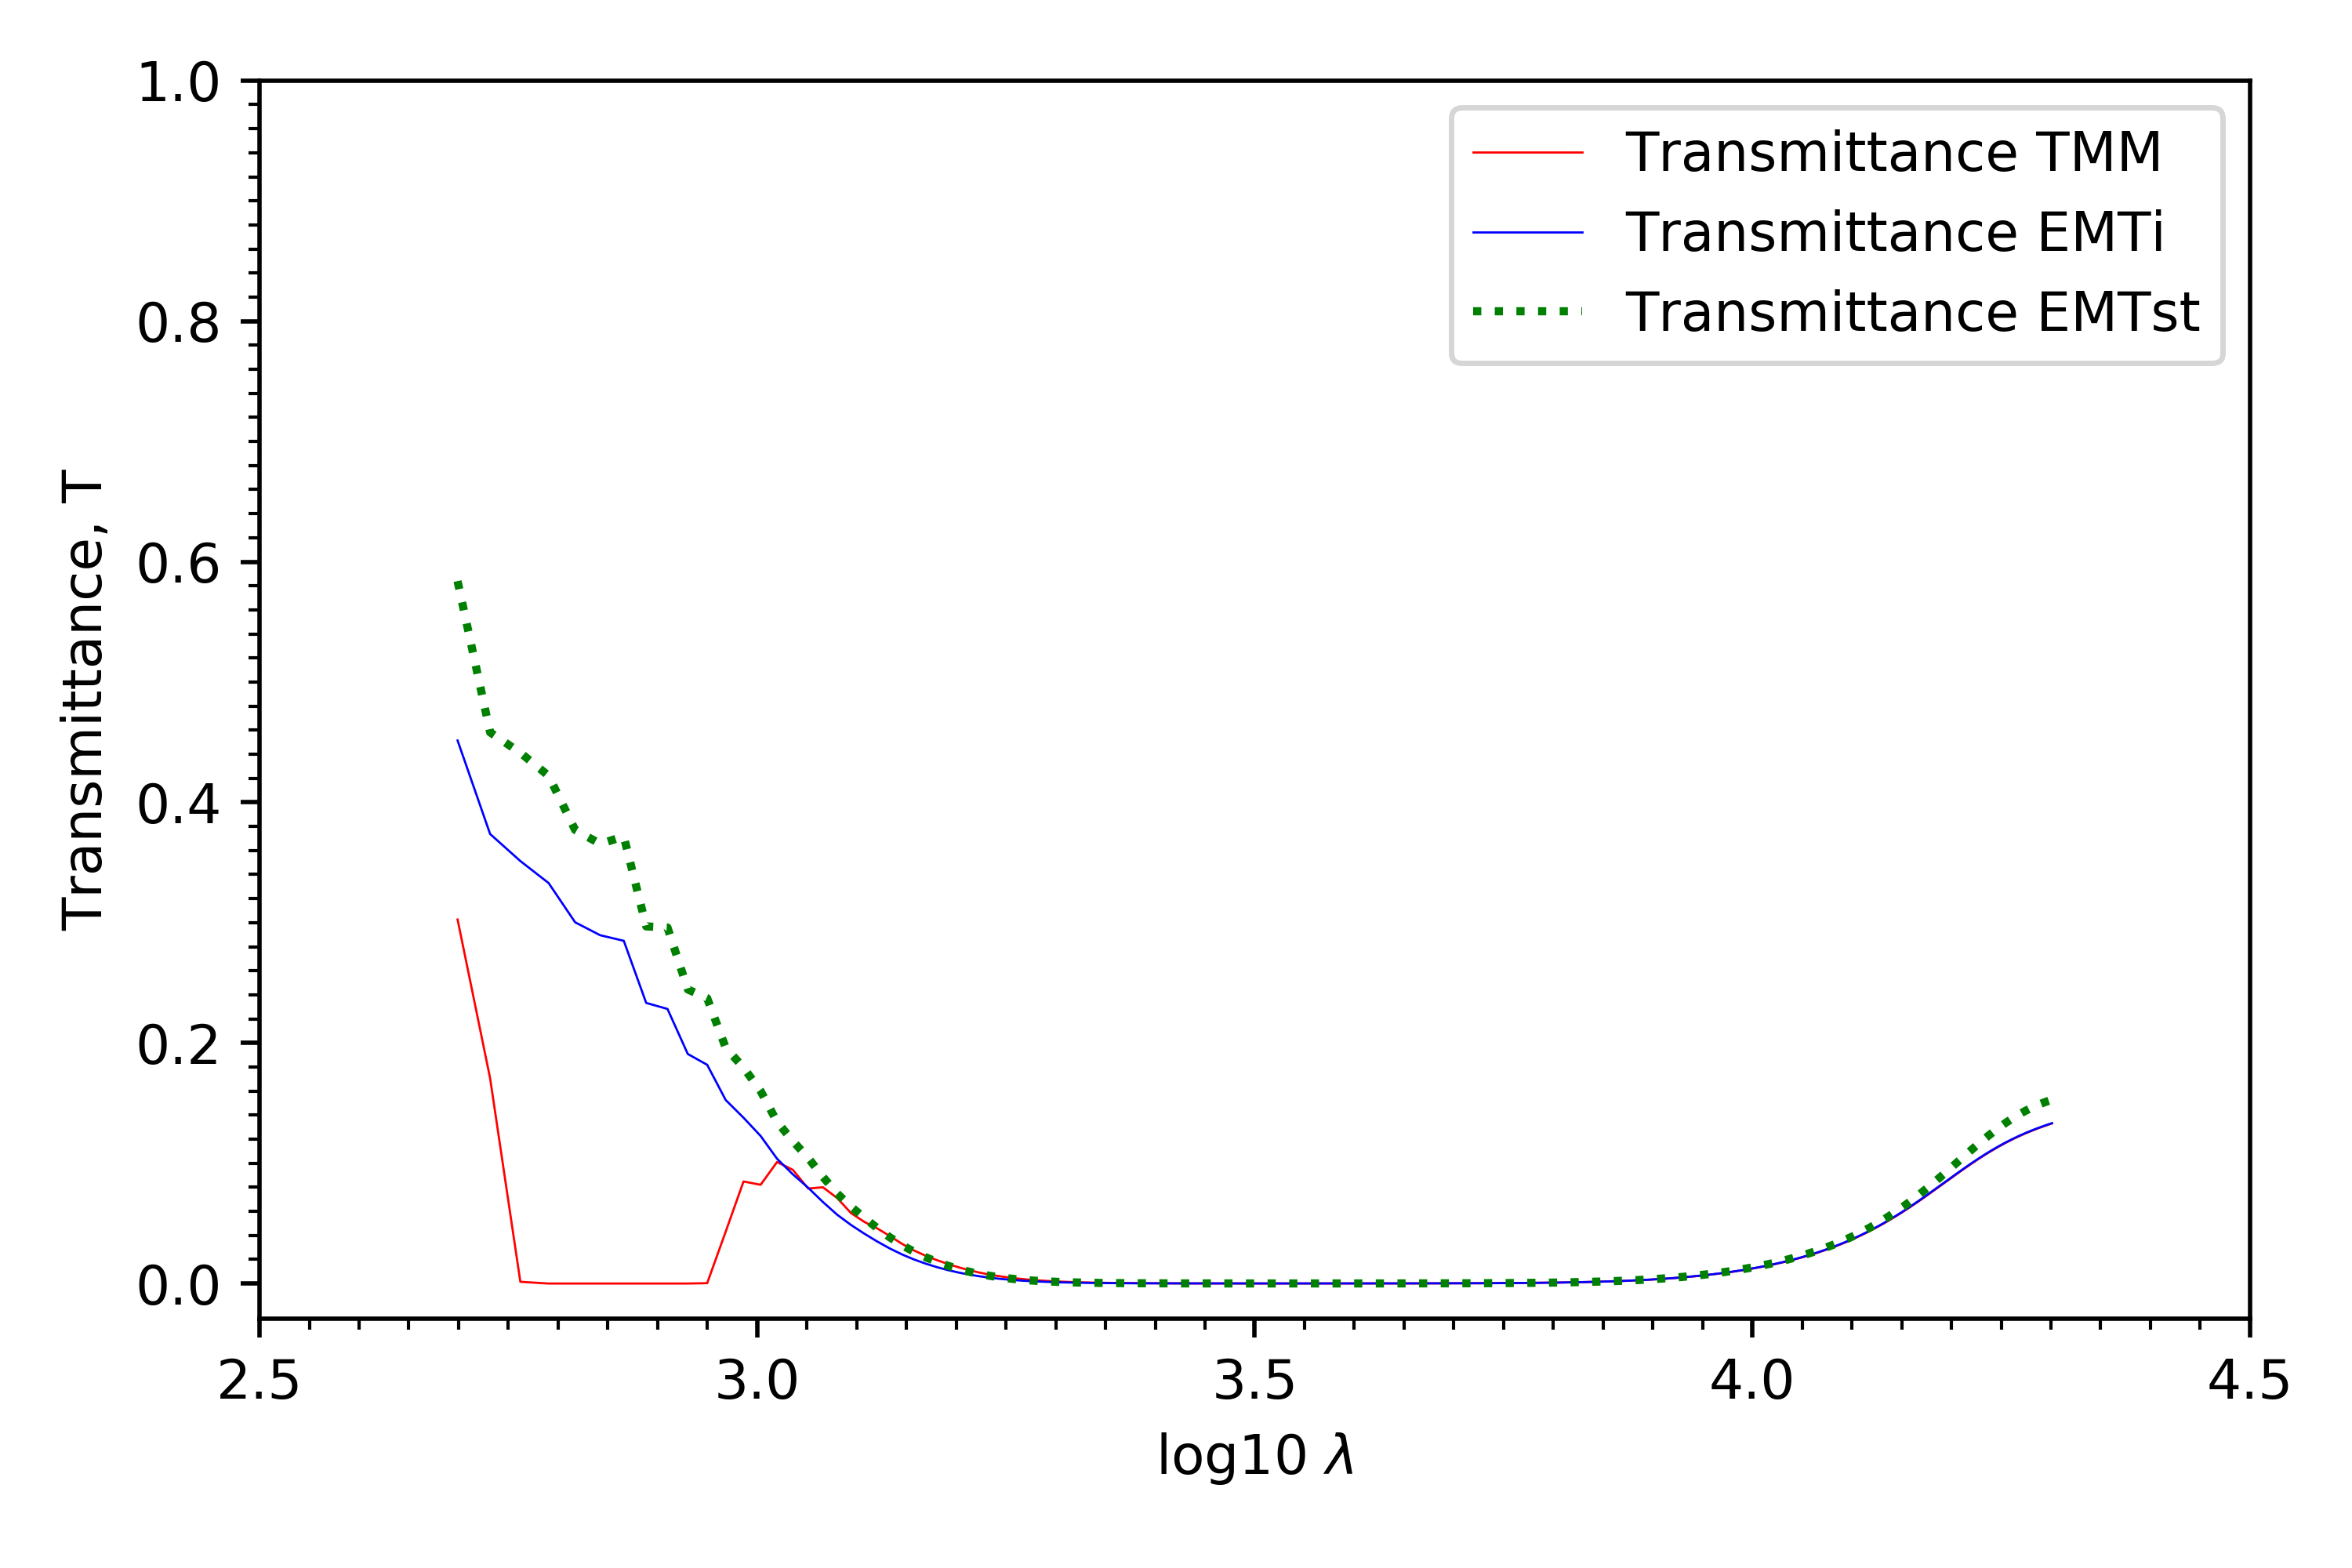 1.0
0.8
0.6
0.4
0.2
0.0
Transmittance, T
Transmittance TMM
Transmittance EMTi
Transmittance EMTst
2.5 3.0 3.5 4.0 4.5
log10 λ